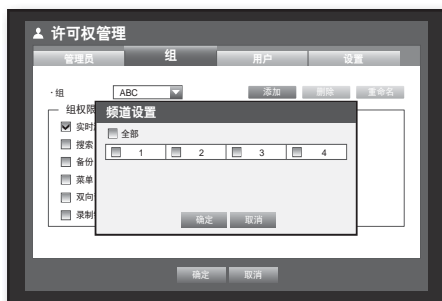 许可权管理
管理员 组 用户 设置
·组 ABC 添加 删除 重命名
组权限
实时
搜索
备份
菜单
双向
录制
频道设置
全部
1 2 3 4
确定 取消
确定 取消